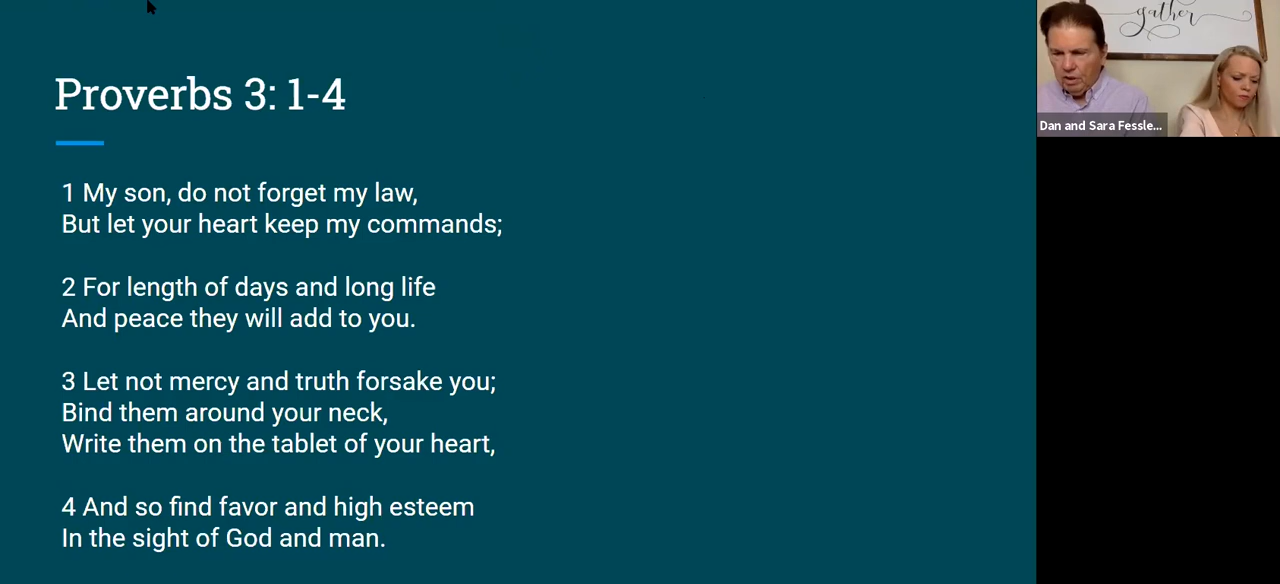 Proverbs 3: 1-4
1 My son, do not forget my law,
But let your heart keep my commands;
2 For length of days and long life
And peace they will add to you.
3 Let not mercy and truth forsake you;
Bind them around your neck,
Write them on the tablet of your heart,
4 And so find favor and high esteem
In the sight of God and man.
gather
Dan and Sara Fessle...